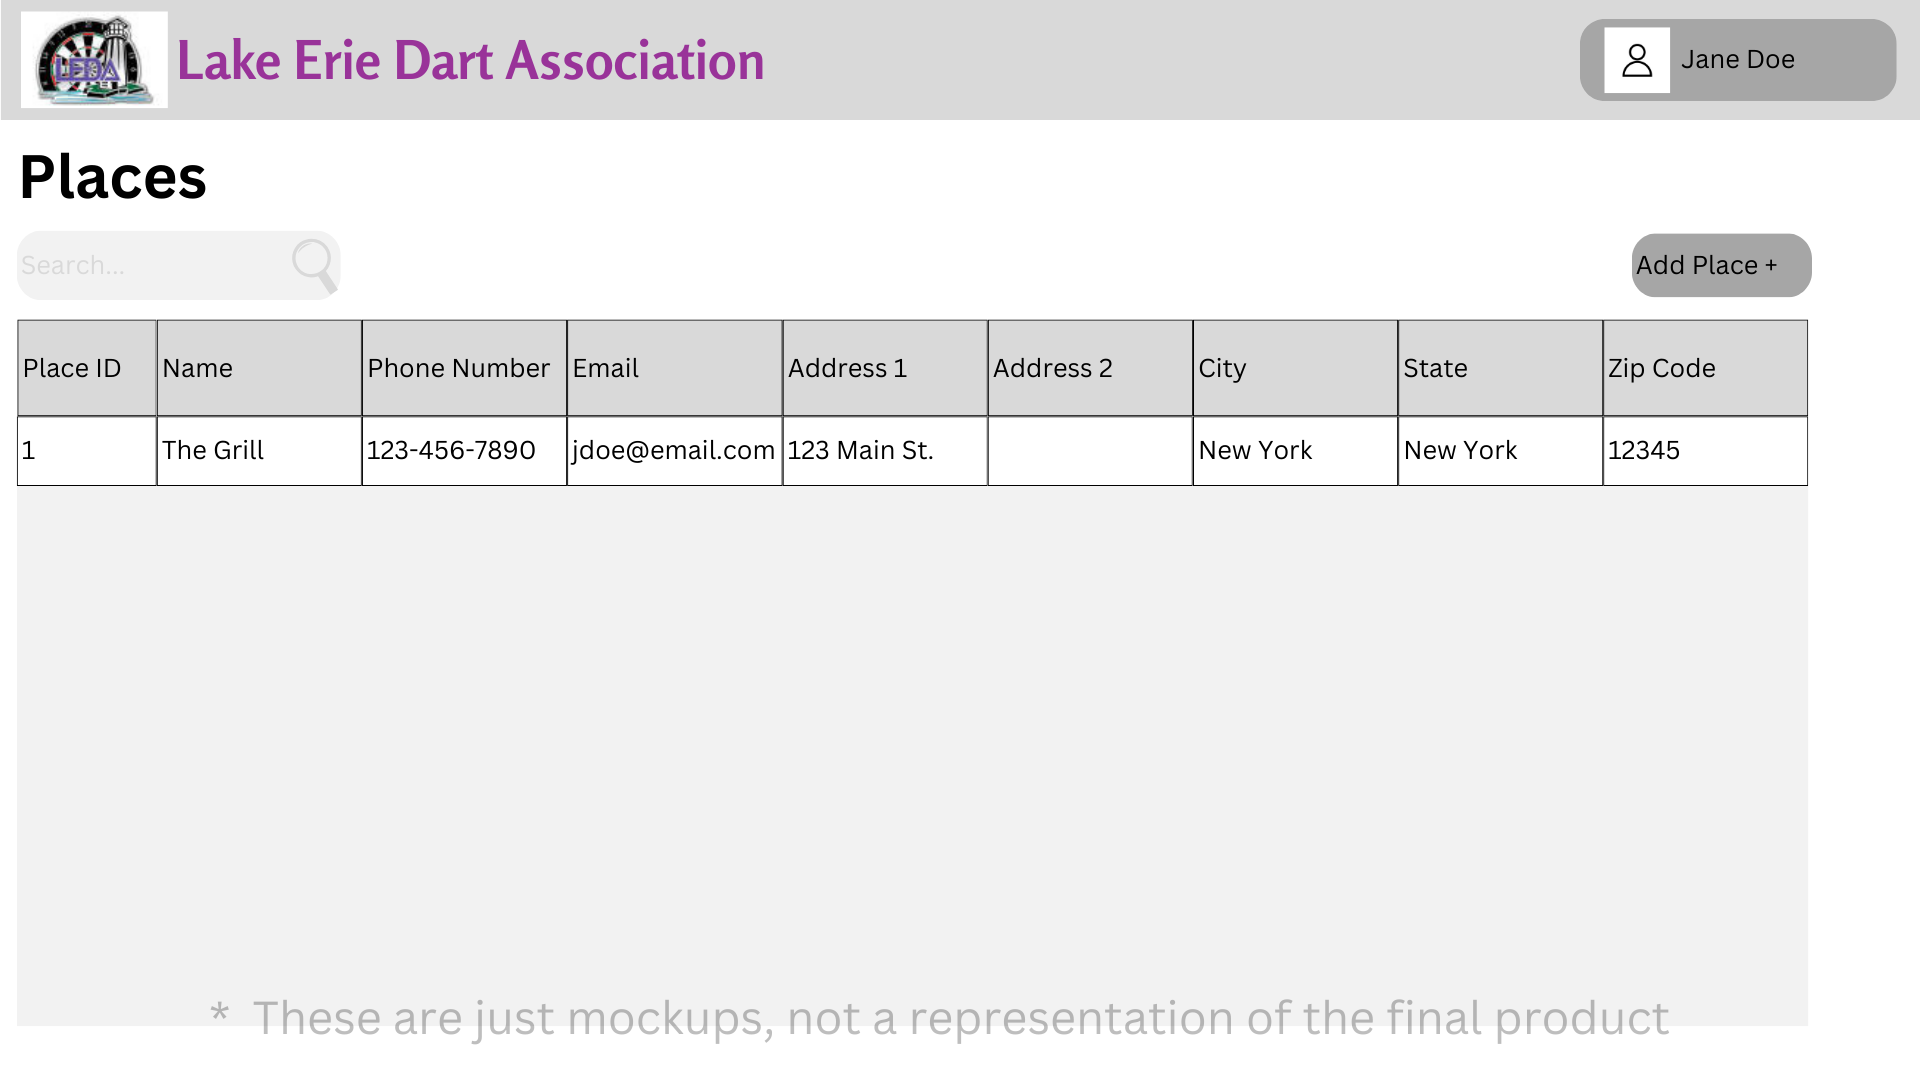 LEDA
Lake Erie Dart Association
Jane Doe
Places
Search...
Add Place +
Place ID Name Phone Number Email Address 1 Address 2 City State Zip Code
1 The Grill 123-456-7890 jdoe@email.com 123 Main St. New York New York 12345
* These are just mockups, not a representation of the final product